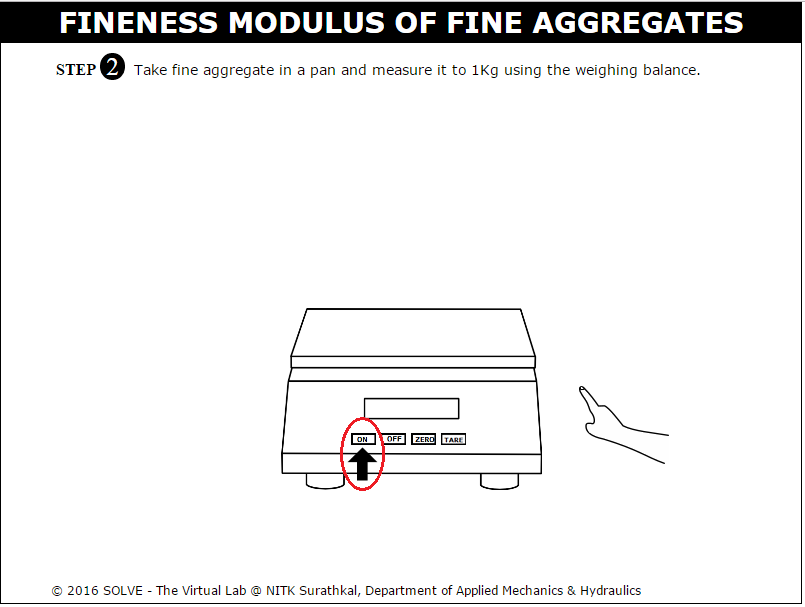 FINENESS MODULUS OF FINE AGGREGATES
STEP 2 Take fine aggregate in a pan and measure it to 1Kg using the weighing balance.
ON OFF ZERO TARE
© 2016 SOLVE - The Virtual Lab @ NITK Surathkal, Department of Applied Mechanics & Hydraulics